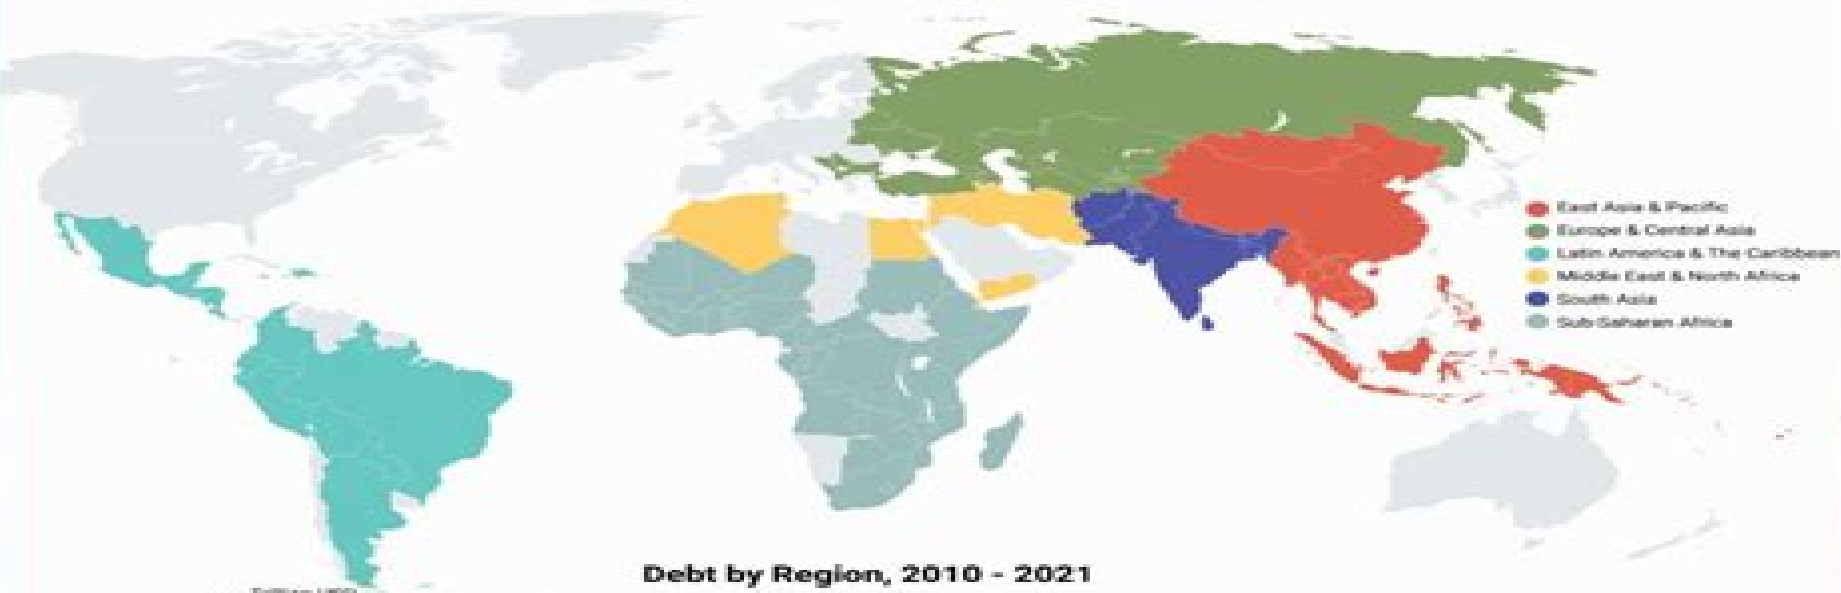 East Asia & Pacific
Europe & Central Asia
Latin America & The Caribbean
Middle East & North Africa
South Asia
Sub-Saharan Africa
Debt by Region, 2010 - 2021